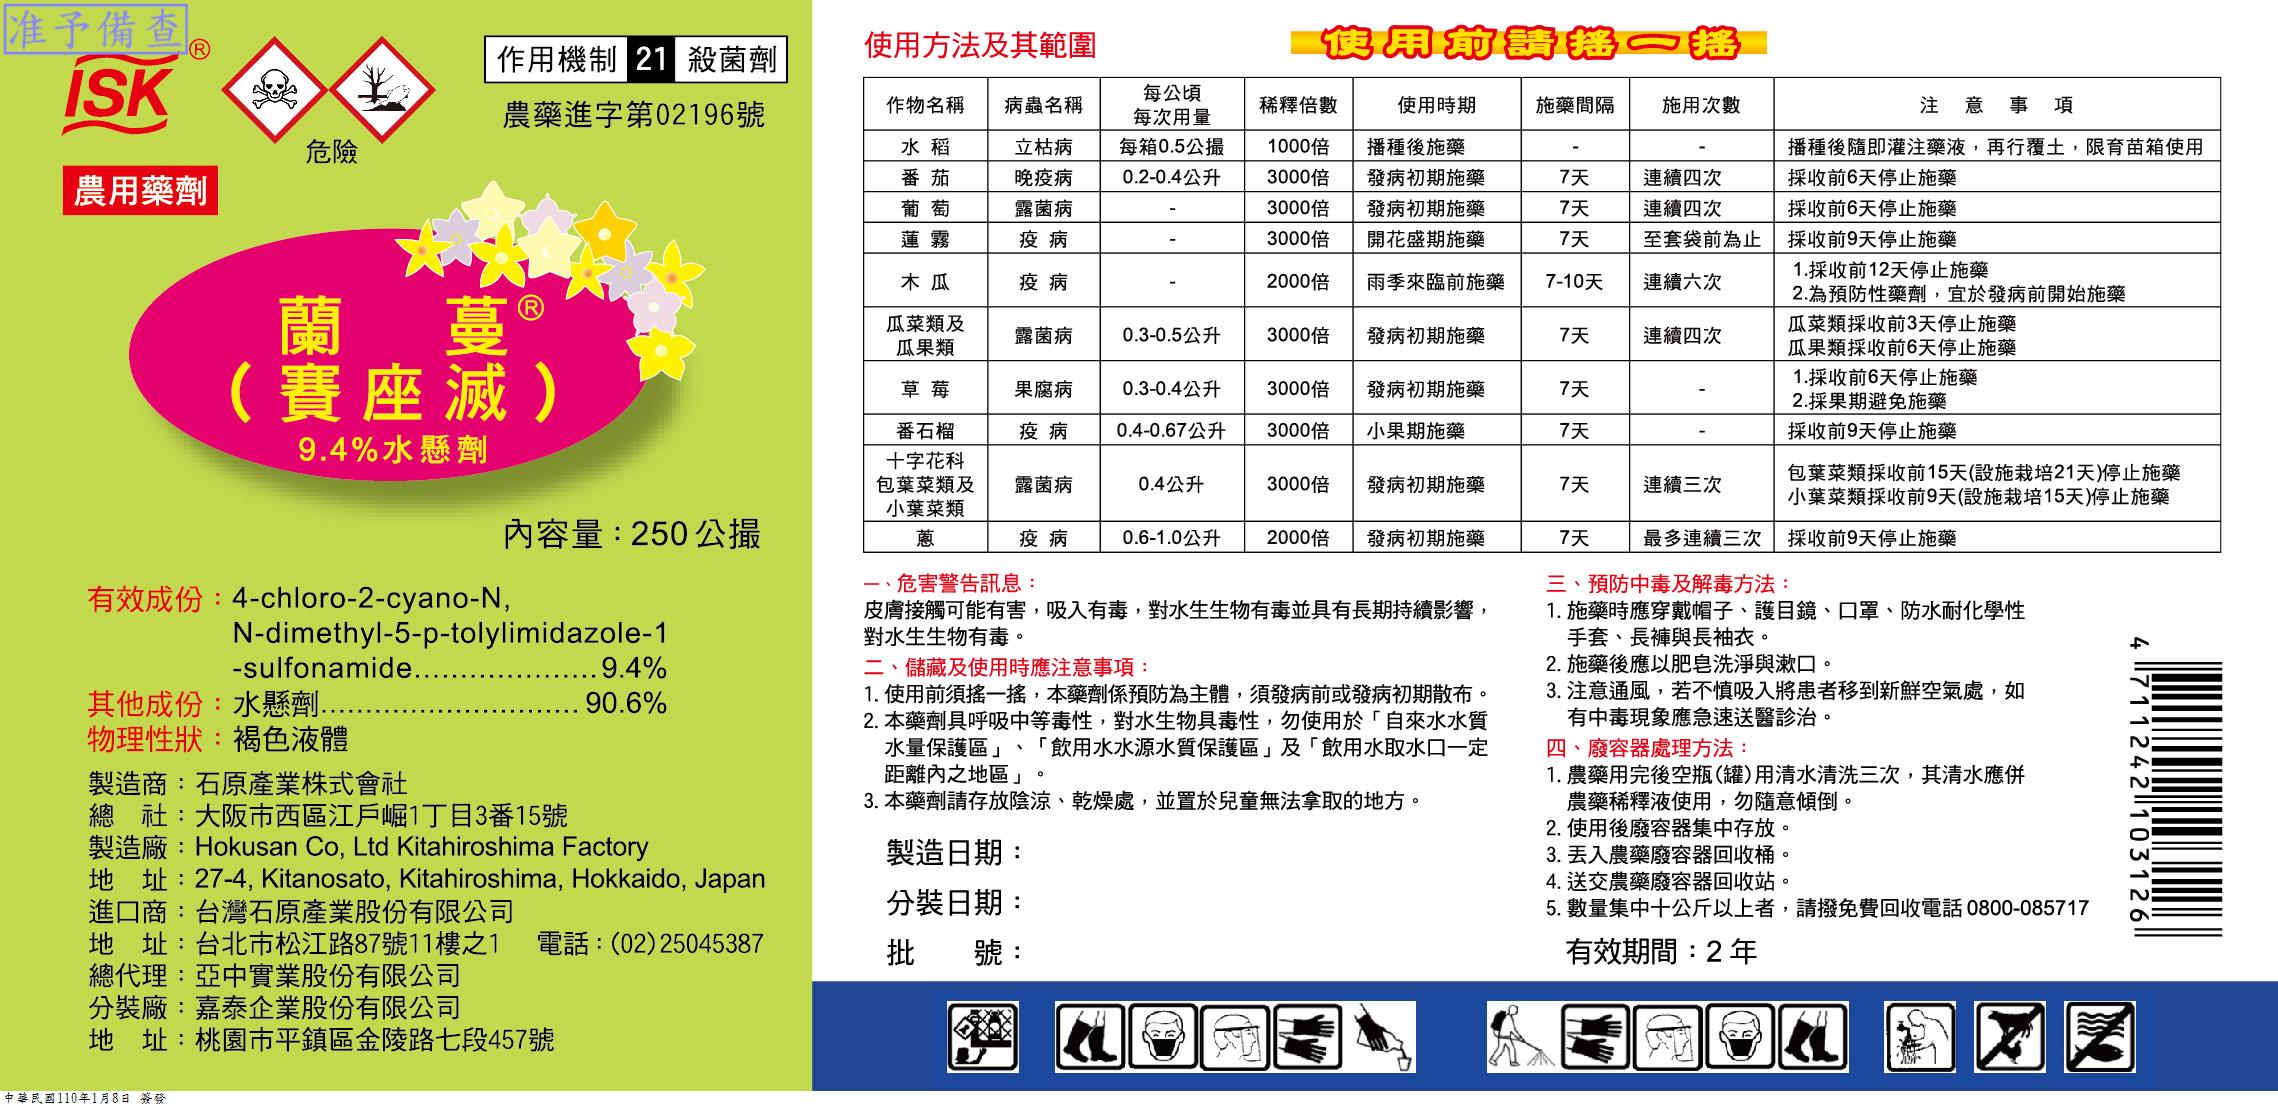 准予備查
ISK®
作用機制 21 殺菌劑
農藥進字第02196號
危險
農用藥劑
蘭 蔓®
（賽座滅）
9.4%水懸劑
內容量：250公撮
有效成份：4-chloro-2-cyano-N,
N-dimethyl-5-p-tolylimidazole-1
-sulfonamide.....................9.4%
其他成份：水懸劑............................. 90.6%
物理性狀：褐色液體
製造商：石原產業株式會社
總 社：大阪市西區江戶崛1丁目3番15號
製造廠：Hokusan Co, Ltd Kitahiroshima Factory
地 址：27-4, Kitanosato, Kitahiroshima, Hokkaido, Japan
進口商：台灣石原產業股份有限公司
地 址：台北市松江路87號11樓之1 電話：(02)25045387
總代理：亞中實業股份有限公司
分裝廠：嘉泰企業股份有限公司
地 址：桃園市平鎮區金陵路七段457號
中華民國110年1月8日 簽發
使用方法及其範圍
使用前請搖一搖
作物名稱 病蟲名稱 每公頃每次用量 稀釋倍數 使用時期 施藥間隔 施用次數 注意事項
水稻 立枯病 每箱0.5公撮 1000倍 播種後施藥 - - 播種後隨即灌注藥液，再行覆土，限育苗箱使用
番茄 晚疫病 0.2-0.4公升 3000倍 發病初期施藥 7天 連續四次 採收前6天停止施藥
葡萄 露菌病 - 3000倍 發病初期施藥 7天 連續四次 採收前6天停止施藥
蓮霧 疫病 - 3000倍 開花盛期施藥 7天 至套袋前為止 採收前9天停止施藥
木瓜 疫病 - 2000倍 雨季來臨前施藥 7-10天 連續六次 1.採收前12天停止施藥
2.為預防性藥劑，宜於發病前開始施藥
瓜菜類及瓜果類 露菌病 0.3-0.5公升 3000倍 發病初期施藥 7天 連續四次 瓜菜類採收前3天停止施藥
瓜果類採收前6天停止施藥
草莓 果腐病 0.3-0.4公升 3000倍 發病初期施藥 7天 - 1.採收前6天停止施藥
2.採果期避免施藥
番石榴 疫病 0.4-0.67公升 3000倍 小果期施藥 7天 - 採收前9天停止施藥
十字花科包葉菜類及小葉菜類 露菌病 0.4公升 3000倍 發病初期施藥 7天 連續三次 包葉菜類採收前15天(設施栽培21天)停止施藥
小葉菜類採收前9天(設施栽培15天)停止施藥
蔥 疫病 0.6-1.0公升 2000倍 發病初期施藥 7天 最多連續三次 採收前9天停止施藥
一、危害警告訊息：
皮膚接觸可能有害，吸入有毒，對水生生物有毒並具有長期持續影響，
對水生生物有毒。
二、儲藏及使用時應注意事項：
1. 使用前須搖一搖，本藥劑係預防為主體，須發病前或發病初期散布。
2. 本藥劑具呼吸中等毒性，對水生物具毒性，勿使用於「自來水水質
水量保護區」、「飲用水水源水質保護區」及「飲用水取水口一定
距離內之地區」。
3. 本藥劑請存放陰涼、乾燥處，並置於兒童無法拿取的地方。
製造日期：
分裝日期：
批 號：
三、預防中毒及解毒方法：
1. 施藥時應穿戴帽子、護目鏡、口罩、防水耐化學性
手套、長褲與長袖衣。
2. 施藥後應以肥皂洗淨與漱口。
3. 注意通風，若不慎吸入將患者移到新鮮空氣處，如
有中毒現象應急速送醫診治。
四、廢容器處理方法：
1. 農藥用完後空瓶(罐)用清水清洗三次，其清水應併
農藥稀釋液使用，勿隨意傾倒。
2. 使用後廢容器集中存放。
3. 丟入農藥廢容器回收桶。
4. 送交農藥廢容器回收站。
5. 數量集中十公斤以上者，請撥免費回收電話0800-085717
有效期間：2 年
4 711242 103126